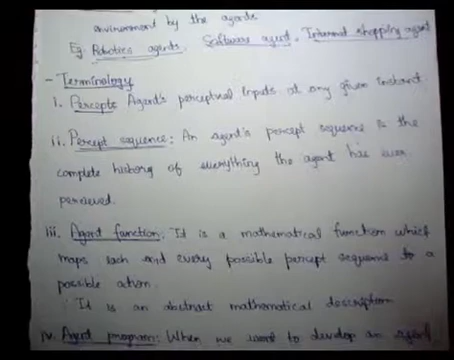 environment by the agents
Eg. Robotics agents. Software agent. Internet shopping agent
- Terminology
i. Percepts Agent's perceptual inputs at any given instant
ii. Percept sequence: An agent's percept sequence is the
complete history of everything the agent has ever
percieved.
iii. Agent function: It is a mathematical function which
maps each and every possible percept sequence to a
possible action.
It is an abstract mathematical description
iv. Agent program: When we want to develop an agent